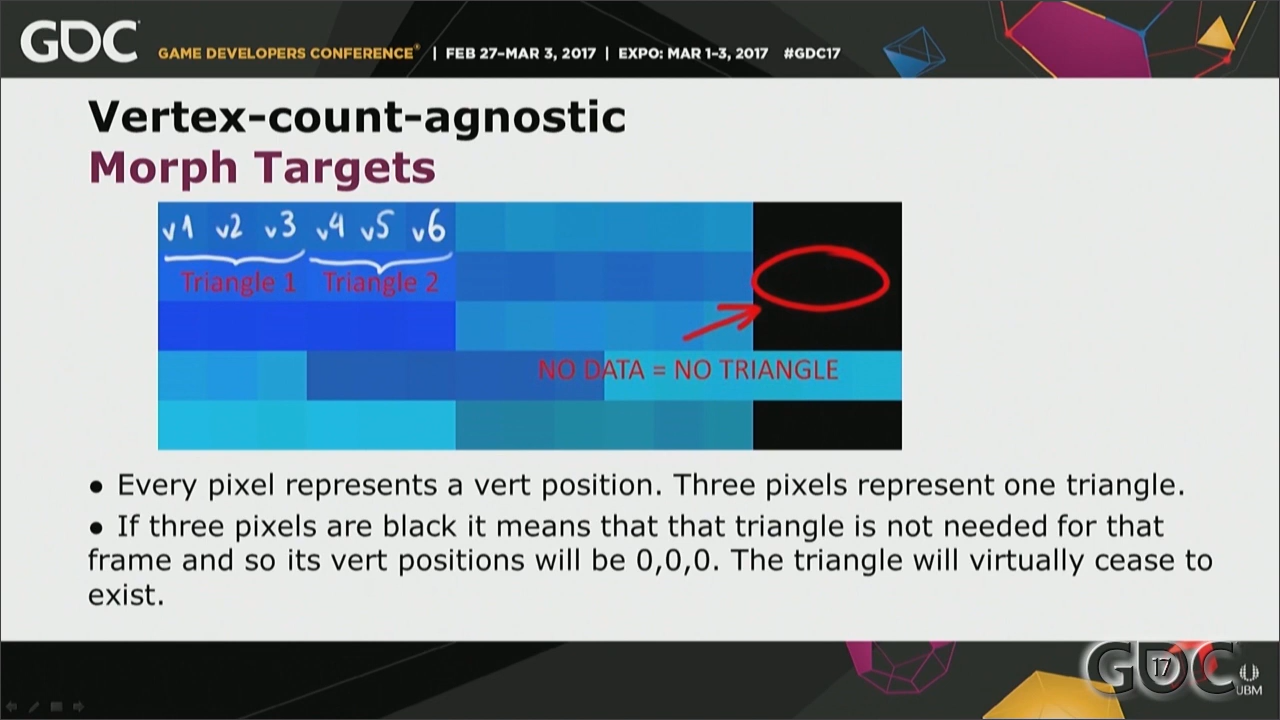 GDC GAME DEVELOPERS CONFERENCE® | FEB 27–MAR 3, 2017 | EXPO: MAR 1–3, 2017 #GDC17
Vertex-count-agnostic
Morph Targets
v1 v2 v3 v4 v5 v6
Triangle 1 Triangle 2
NO DATA = NO TRIANGLE
● Every pixel represents a vert position. Three pixels represent one triangle.
● If three pixels are black it means that that triangle is not needed for that
frame and so its vert positions will be 0,0,0. The triangle will virtually cease to
exist.
GDC 17
UBM